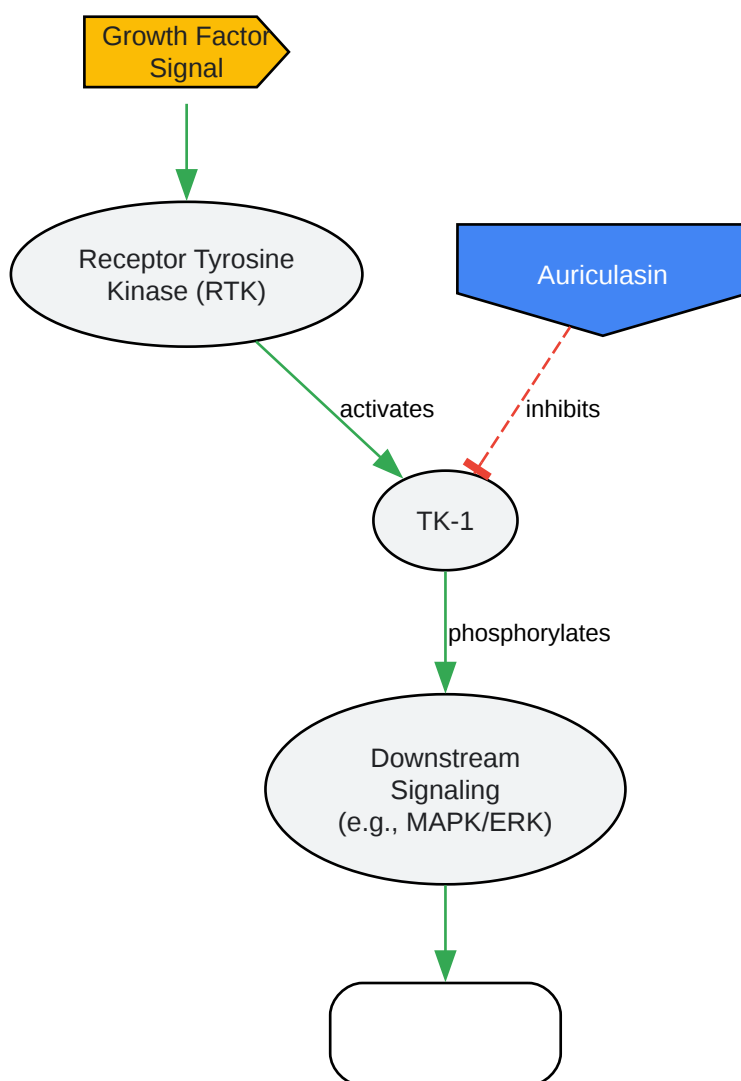 Growth Factor
Signal
Receptor Tyrosine
Kinase (RTK)
Auriculasin
activates
inhibits
TK-1
phosphorylates
Downstream
Signaling
(e.g., MAPK/ERK)